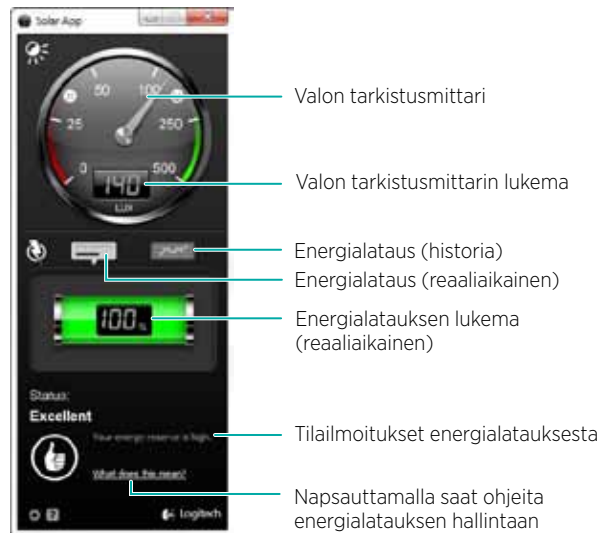 Solar App
50
100
25
250
0
500
140
LUX
100 %
Status:
Excellent
Your energy reserve is high.
What does this mean?
Logitech
Valon tarkistusmittari
Valon tarkistusmittarin lukema
Energialataus (historia)
Energialataus (reaaliaikainen)
Energialatauksen lukema
(reaaliaikainen)
Tilailmoitukset energialatauksesta
Napsauttamalla saat ohjeita
energialatauksen hallintaan